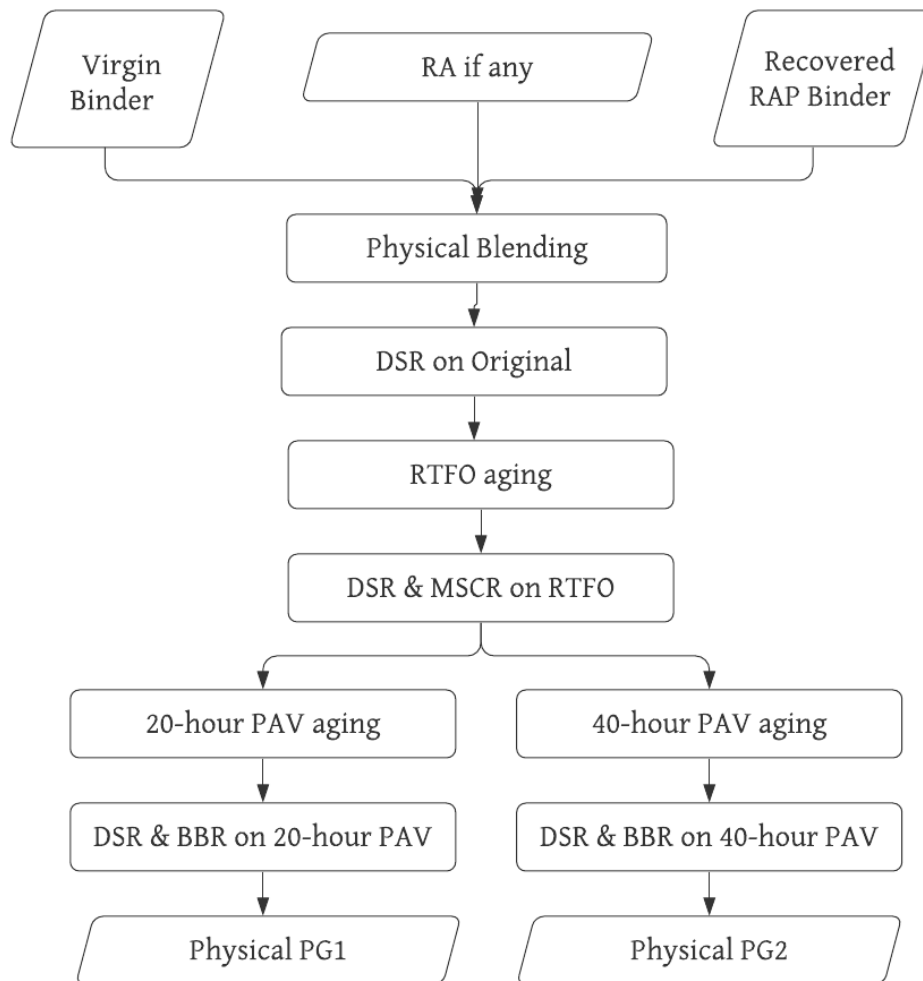 Virgin
Binder
RA if any
Recovered
RAP Binder
Physical Blending
DSR on Original
RTFO aging
DSR & MSCR on RTFO
20-hour PAV aging
40-hour PAV aging
DSR & BBR on 20-hour PAV
DSR & BBR on 40-hour PAV
Physical PG1
Physical PG2